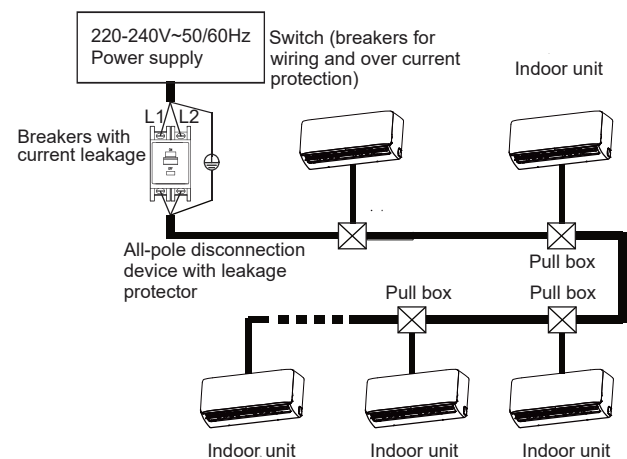 220-240V~50/60Hz
Power supply
Switch (breakers for
wiring and over current
protection)
Indoor unit
L1 L2
Breakers with
current leakage
All-pole disconnection
device with leakage
protector
Pull box
Pull box
Pull box
Indoor unit
Indoor unit
Indoor unit